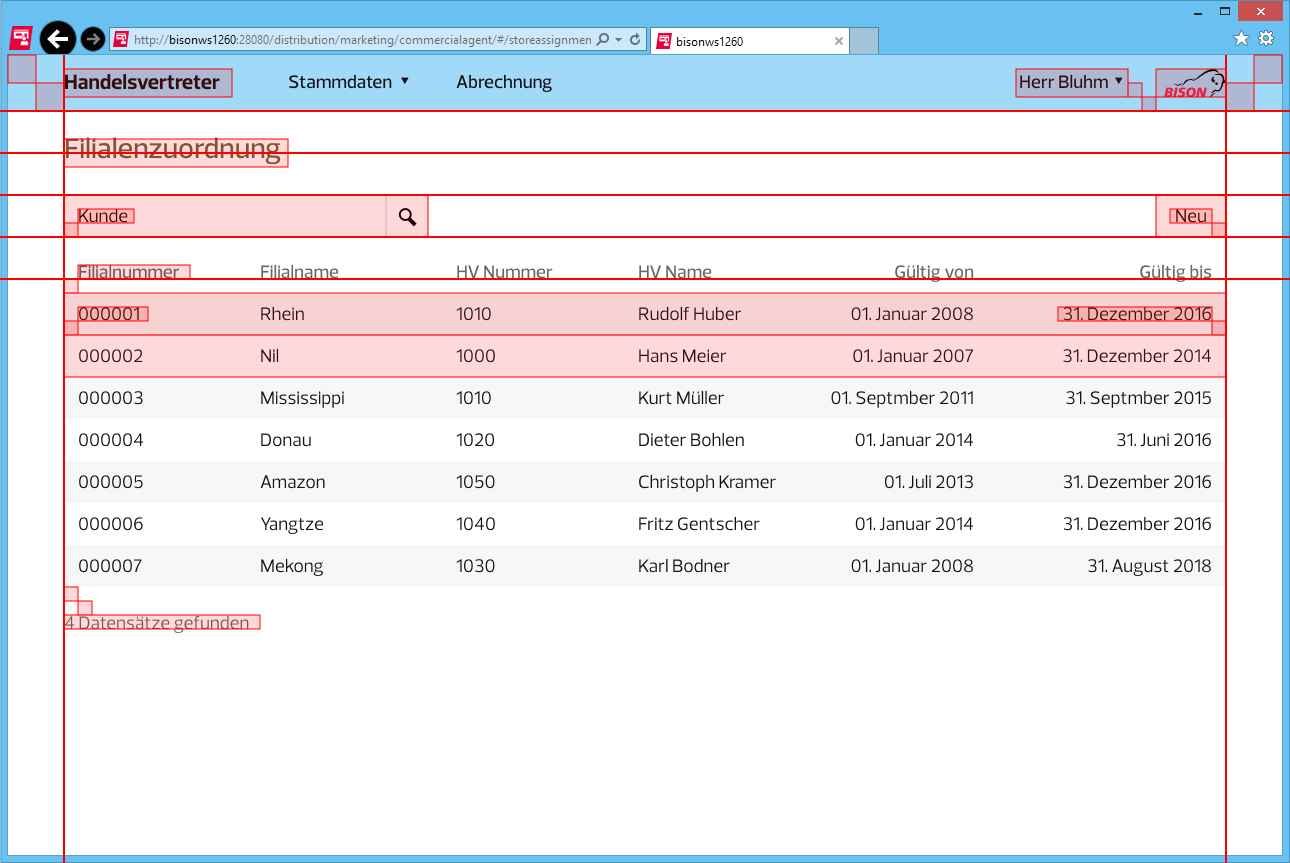 http://bisonws1260:28080/distribution/marketing/commercialagent/#/storeassignmen
bisonws1260
Handelsvertreter Stammdaten Abrechnung Herr Bluhm BISON
Filialenzuordnung
Kunde Neu
Filialnummer Filialname HV Nummer HV Name Gültig von Gültig bis
000001 Rhein 1010 Rudolf Huber 01. Januar 2008 31. Dezember 2016
000002 Nil 1000 Hans Meier 01. Januar 2007 31. Dezember 2014
000003 Mississippi 1010 Kurt Müller 01. Septmber 2011 31. Septmber 2015
000004 Donau 1020 Dieter Bohlen 01. Januar 2014 31. Juni 2016
000005 Amazon 1050 Christoph Kramer 01. Juli 2013 31. Dezember 2016
000006 Yangtze 1040 Fritz Gentscher 01. Januar 2014 31. Dezember 2016
000007 Mekong 1030 Karl Bodner 01. Januar 2008 31. August 2018
4 Datensätze gefunden